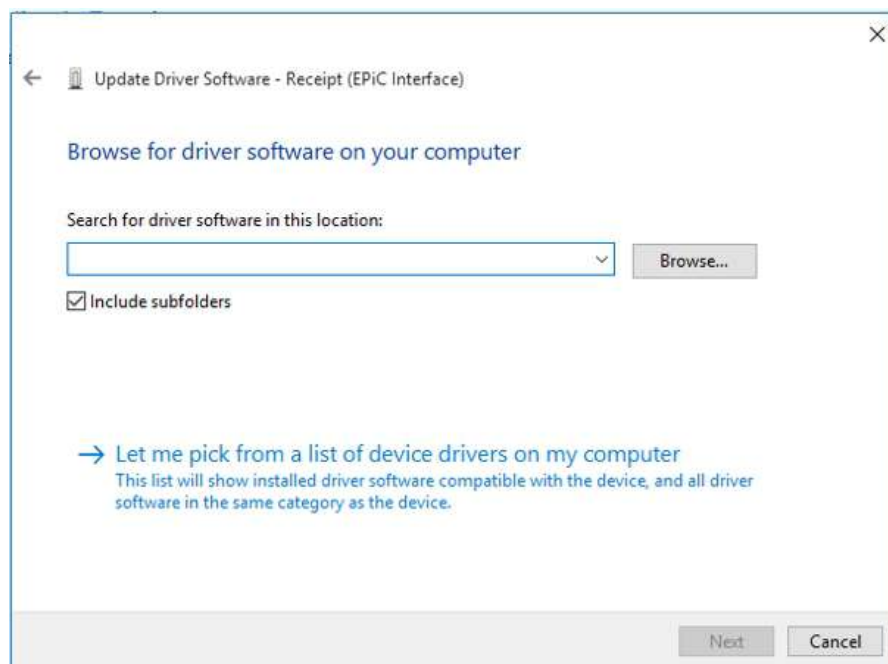 Update Driver Software - Receipt (EPiC Interface)
Browse for driver software on your computer
Search for driver software in this location:
Browse...
Include subfolders
Let me pick from a list of device drivers on my computer
This list will show installed driver software compatible with the device, and all driver
software in the same category as the device.
Next
Cancel